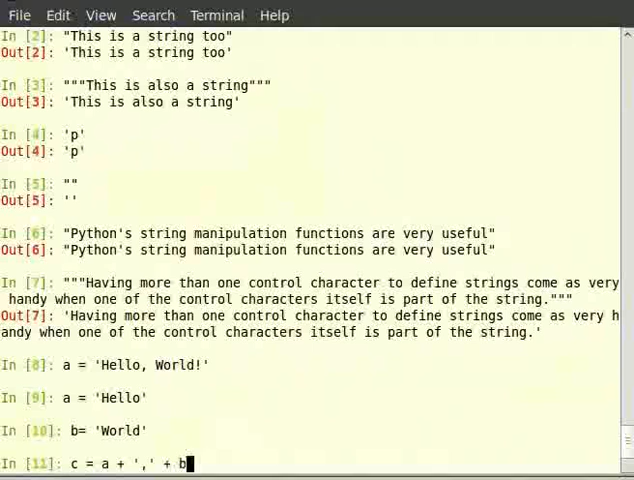 File Edit View Search Terminal Help
In [2]: "This is a string too"
Out[2]: 'This is a string too'
In [3]: """This is also a string"""
Out[3]: 'This is also a string'
In [4]: 'p'
Out[4]: 'p'
In [5]: ""
Out[5]: ''
In [6]: "Python's string manipulation functions are very useful"
Out[6]: "Python's string manipulation functions are very useful"
In [7]: """Having more than one control character to define strings come as very
handy when one of the control characters itself is part of the string."""
Out[7]: 'Having more than one control character to define strings come as very h
andy when one of the control characters itself is part of the string.'
In [8]: a = 'Hello, World!'
In [9]: a = 'Hello'
In [10]: b= 'World'
In [11]: c = a + ',' + b